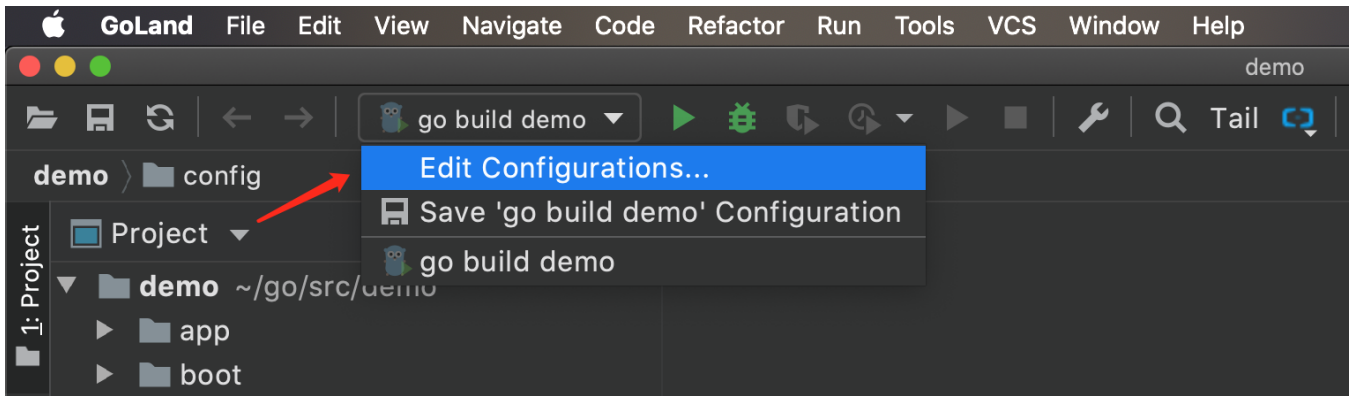 GoLand File Edit View Navigate Code Refactor Run Tools VCS Window Help
demo
go build demo Tail
demo config
Edit Configurations...
Save 'go build demo' Configuration
go build demo
1: Project
Project
demo ~/go/src/demo
app
boot